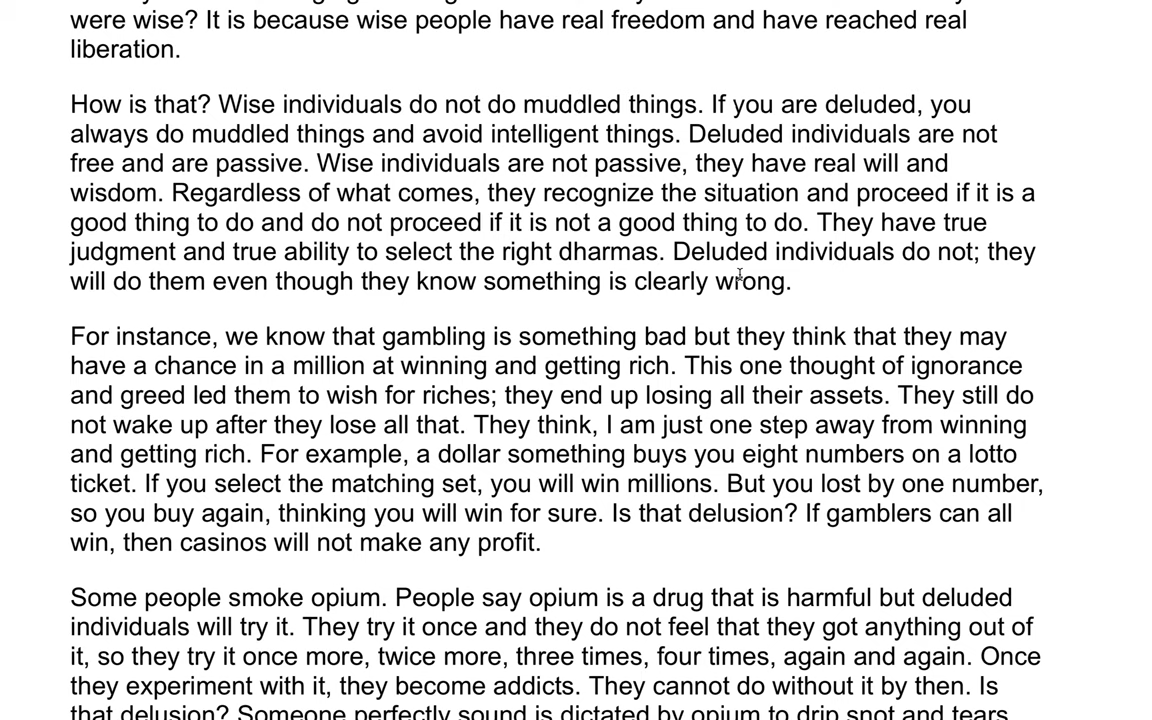 were wise? It is because wise people have real freedom and have reached real
liberation.
How is that? Wise individuals do not do muddled things. If you are deluded, you
always do muddled things and avoid intelligent things. Deluded individuals are not
free and are passive. Wise individuals are not passive, they have real will and
wisdom. Regardless of what comes, they recognize the situation and proceed if it is a
good thing to do and do not proceed if it is not a good thing to do. They have true
judgment and true ability to select the right dharmas. Deluded individuals do not; they
will do them even though they know something is clearly wrong.
For instance, we know that gambling is something bad but they think that they may
have a chance in a million at winning and getting rich. This one thought of ignorance
and greed led them to wish for riches; they end up losing all their assets. They still do
not wake up after they lose all that. They think, I am just one step away from winning
and getting rich. For example, a dollar something buys you eight numbers on a lotto
ticket. If you select the matching set, you will win millions. But you lost by one number,
so you buy again, thinking you will win for sure. Is that delusion? If gamblers can all
win, then casinos will not make any profit.
Some people smoke opium. People say opium is a drug that is harmful but deluded
individuals will try it. They try it once and they do not feel that they got anything out of
it, so they try it once more, twice more, three times, four times, again and again. Once
they experiment with it, they become addicts. They cannot do without it by then. Is
that delusion? Someone perfectly sound is dictated by opium to drip snot and tears